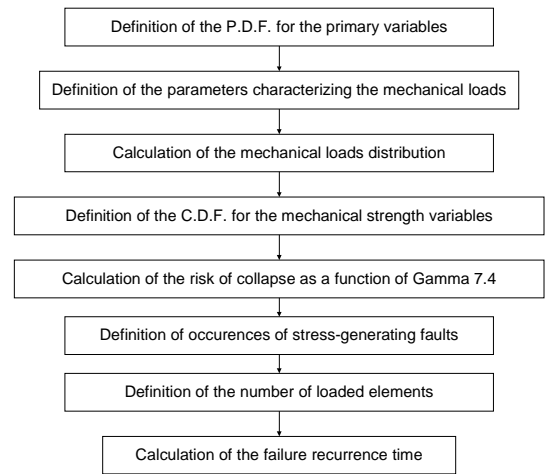 Definition of the P.D.F. for the primary variables
Definition of the parameters characterizing the mechanical loads
Calculation of the mechanical loads distribution
Definition of the C.D.F. for the mechanical strength variables
Calculation of the risk of collapse as a function of Gamma 7.4
Definition of occurences of stress-generating faults
Definition of the number of loaded elements
Calculation of the failure recurrence time